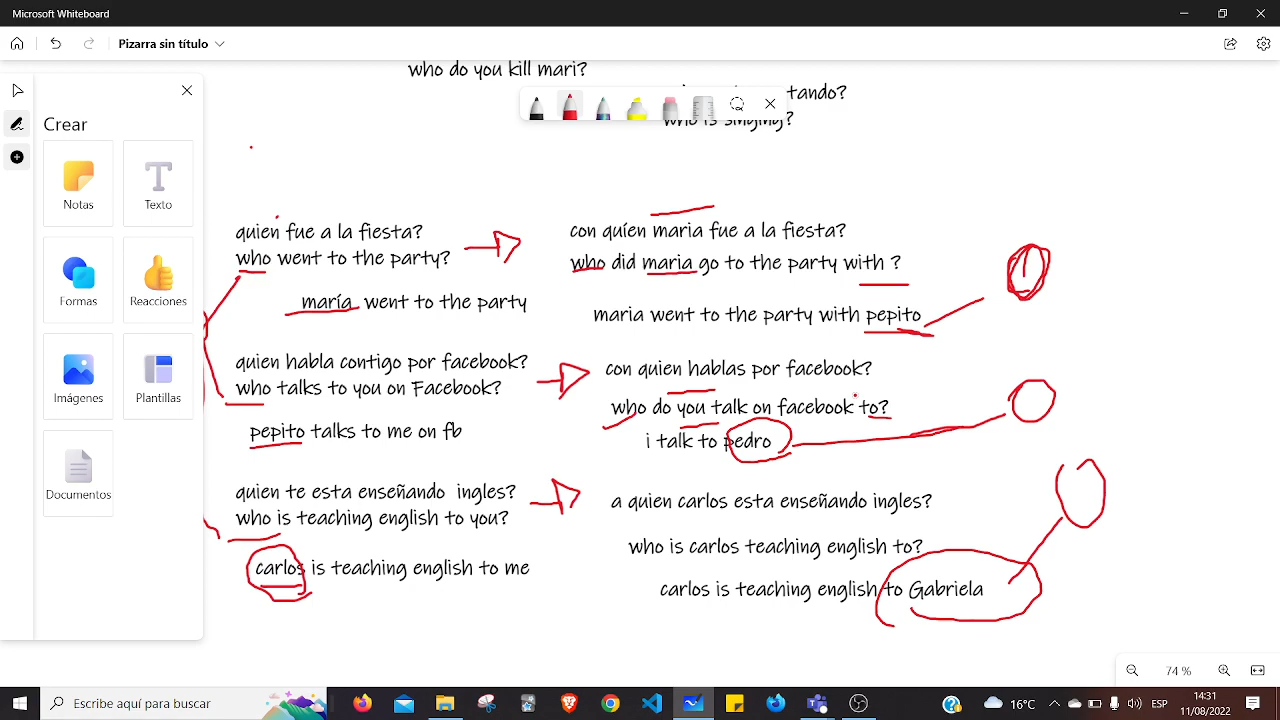 Microsoft Whiteboard
Pizarra sin título
who do you kill mari?
tando?
who is singing?
Crear
Notas
Texto
Formas
Reacciones
Imágenes
Plantillas
Documentos
quien fue a la fiesta?
who went to the party?
maría went to the party
quien habla contigo por facebook?
who talks to you on Facebook?
pepito talks to me on fb
quien te esta enseñando ingles?
who is teaching english to you?
carlos is teaching english to me
con quíen maria fue a la fiesta?
who did maria go to the party with ?
maria went to the party with pepito
con quien hablas por facebook?
who do you talk on facebook to?
i talk to pedro
a quien carlos esta enseñando ingles?
who is carlos teaching english to?
carlos is teaching english to Gabriela
74 %
Escribe aquí para buscar
16°C
ESP
14:31
11/08/2022